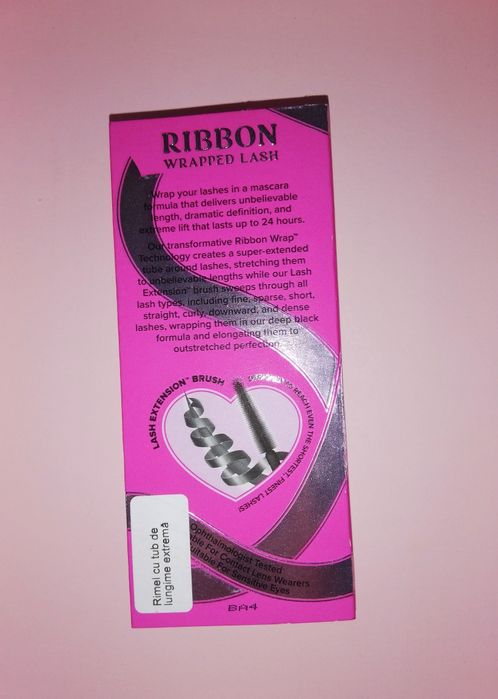 RIBBON
WRAPPED LASH
Wrap your lashes in a mascara
formula that delivers unbelievable
length, dramatic definition, and
extreme lift that lasts up to 24 hours.
Our transformative Ribbon Wrap™
Technology creates a super-extended
tube around lashes, stretching them
to unbelievable lengths while our Lash
Extension™ brush sweeps through all
lash types, including fine, sparse, short,
straight, curly, downward, and dense
lashes, wrapping them in our deep black
formula and elongating them to
outstretched perfection.
LASH EXTENSION™ BRUSH
TO REACH EVEN THE SHORTEST, FINEST LASHES!
Ophthalmologist Tested
For Contact Lens Wearers
Suitable For Sensitive Eyes
Rimel cu tub de
lungime extremă
BA4